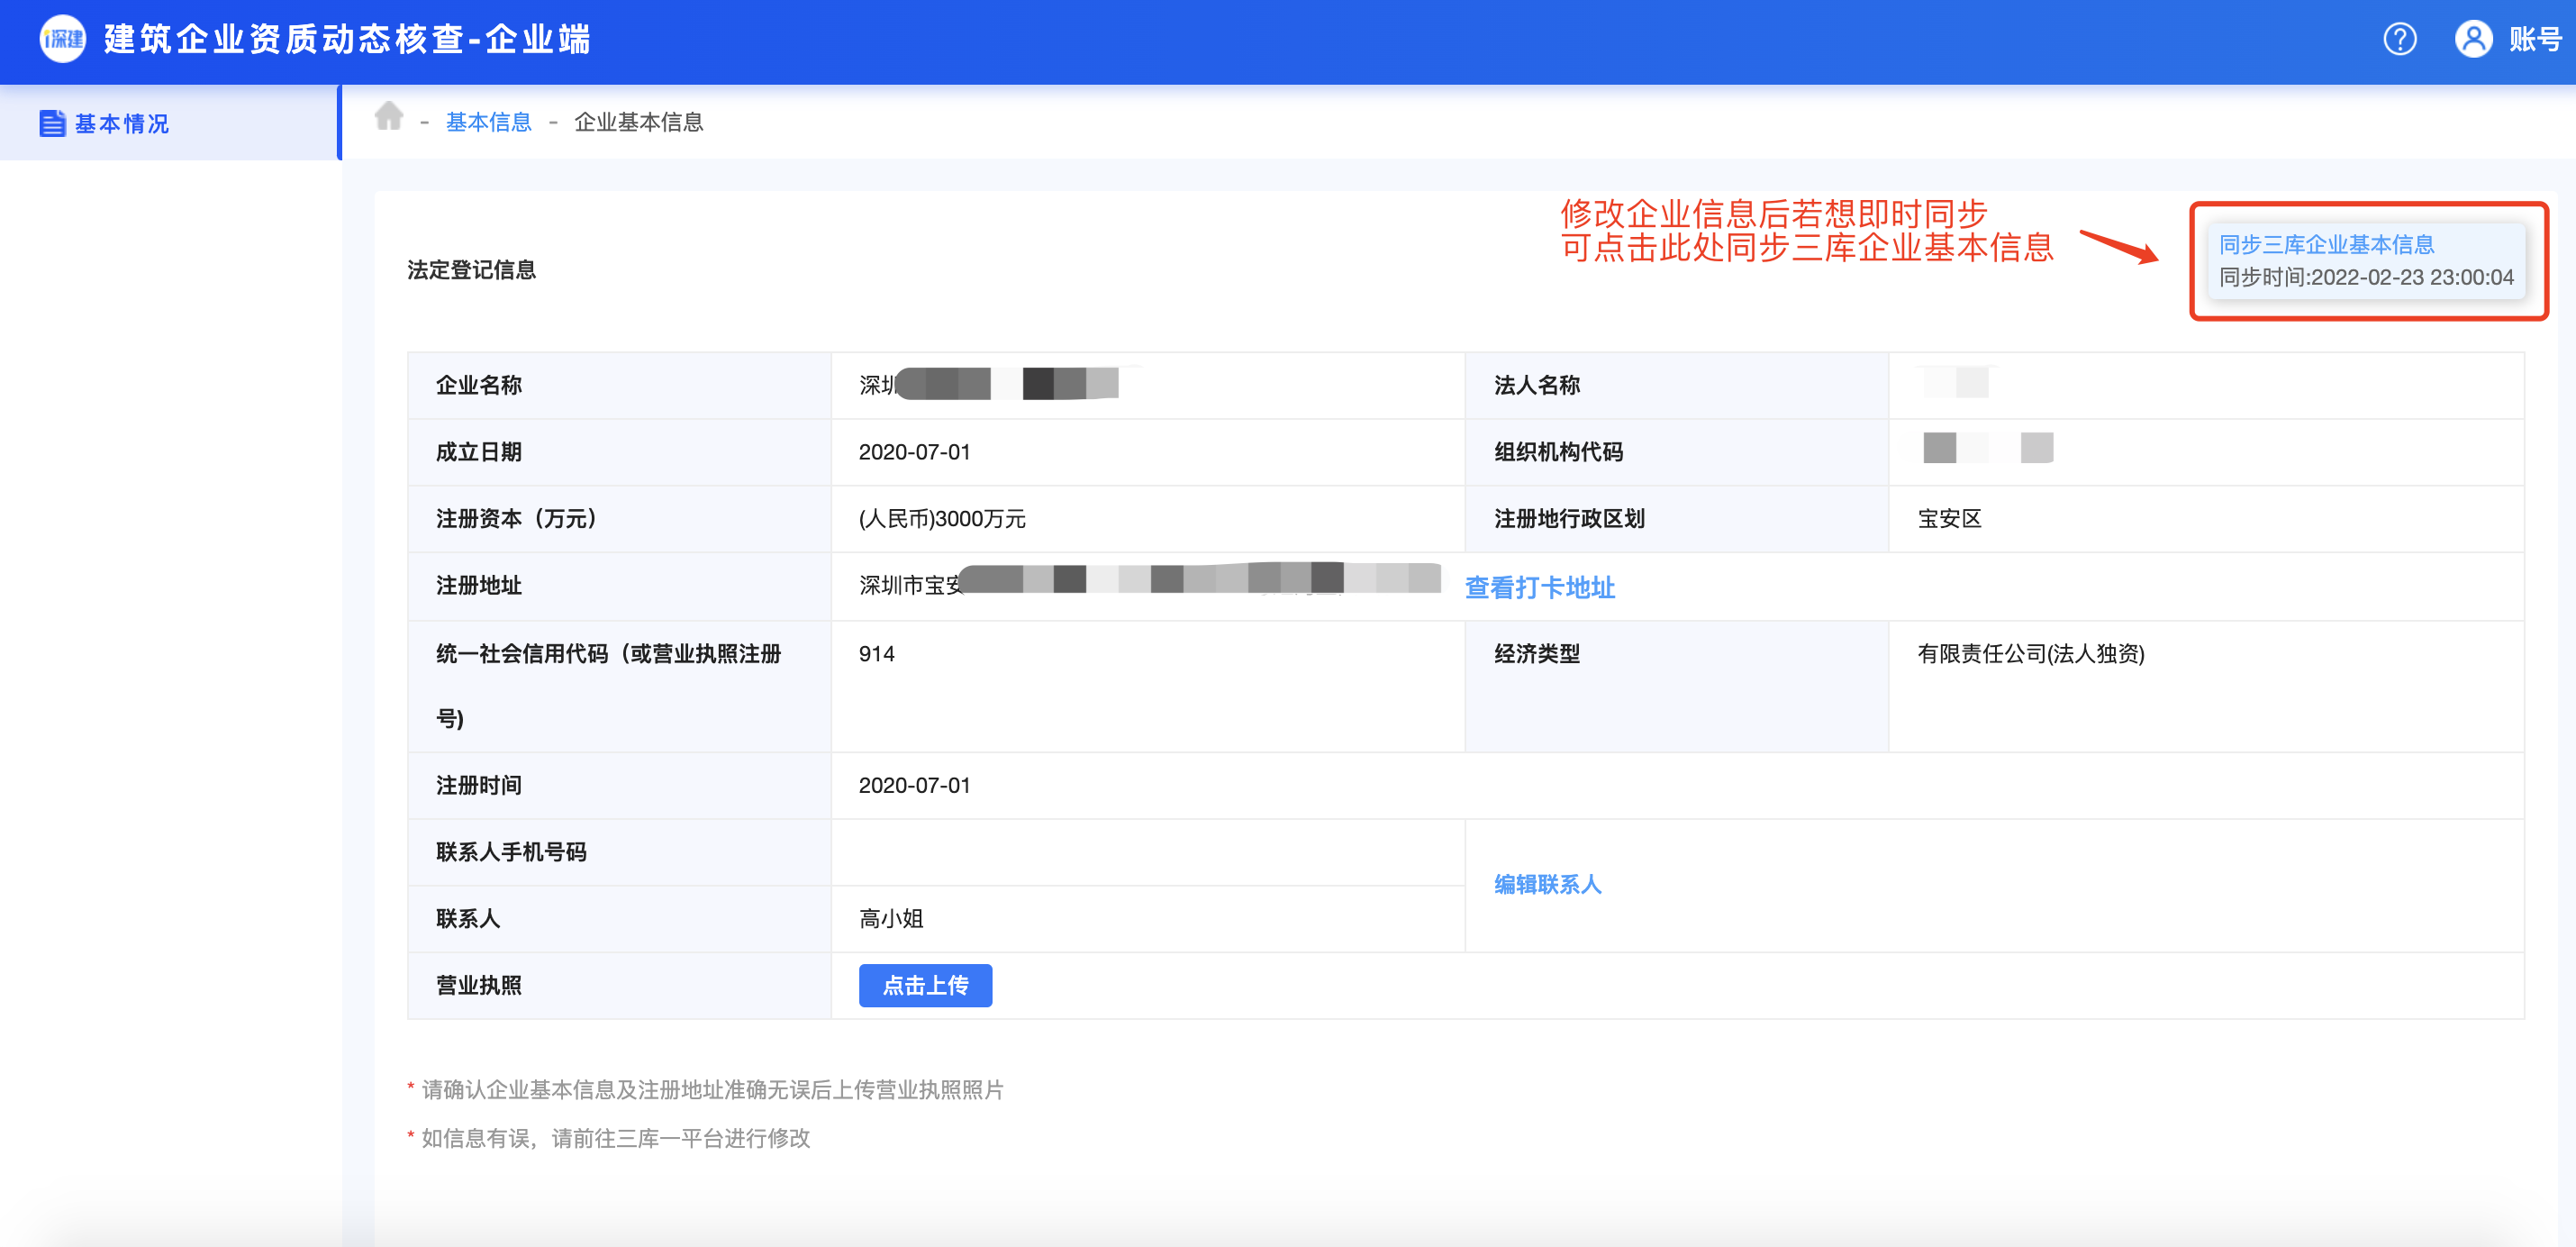 i深建
建筑企业资质动态核查-企业端
账号
基本情况
- 基本信息 - 企业基本信息
修改企业信息后若想即时同步
可点击此处同步三库企业基本信息
同步三库企业基本信息
同步时间:2022-02-23 23:00:04
法定登记信息
企业名称 深圳 法人名称
成立日期 2020-07-01 组织机构代码
注册资本（万元） (人民币)3000万元 注册地行政区划 宝安区
注册地址 深圳市宝安 查看打卡地址
统一社会信用代码（或营业执照注册 914 经济类型 有限责任公司(法人独资)
号)
注册时间 2020-07-01
联系人手机号码
编辑联系人
联系人 高小姐
营业执照 点击上传
* 请确认企业基本信息及注册地址准确无误后上传营业执照照片
* 如信息有误，请前往三库一平台进行修改